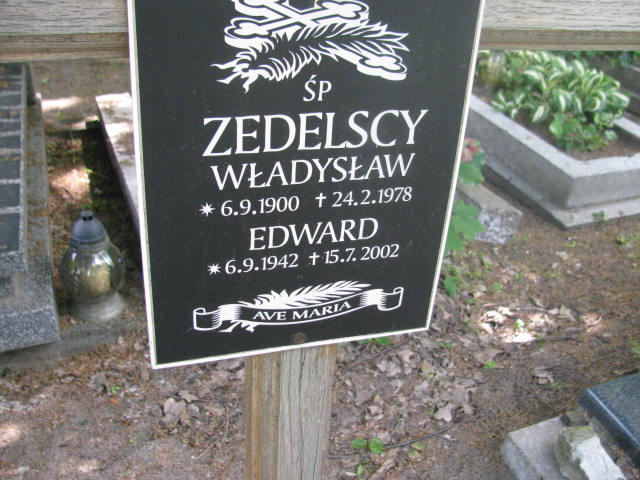 ŚP
ZEDELSCY
WŁADYSŁAW
* 6.9.1900 † 24.2.1978
EDWARD
* 6.9.1942 † 15.7.2002
AVE MARIA